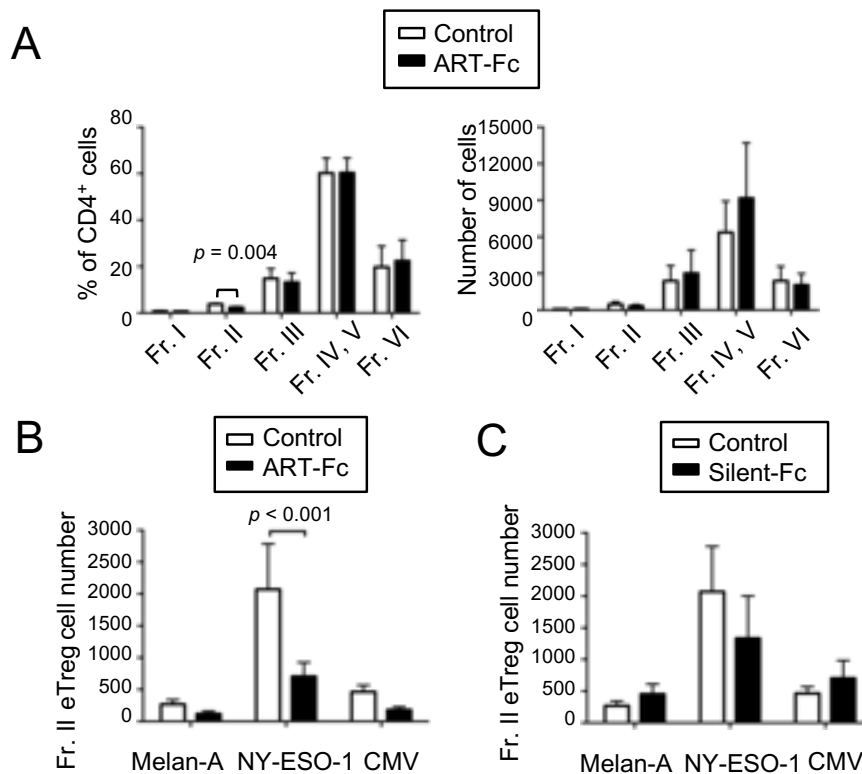 A
Control
ART-Fc
% of CD4⁺ cells
80
60
40
20
0
p = 0.004
Fr. I
Fr. II
Fr. III
Fr. IV, V
Fr. VI
Number of cells
15000
12000
9000
6000
3000
0
Fr. I
Fr. II
Fr. III
Fr. IV, V
Fr. VI
B
Control
ART-Fc
Fr. II eTreg cell number
3000
2500
2000
1500
1000
500
0
p < 0.001
Melan-A NY-ESO-1 CMV
C
Control
Silent-Fc
Fr. II eTreg cell number
3000
2500
2000
1500
1000
500
0
Melan-A NY-ESO-1 CMV